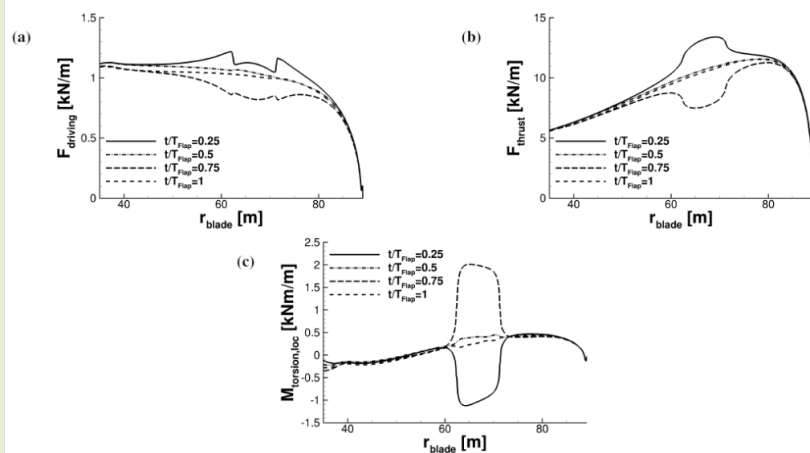 (a)
1.5
1
0.5
0
F_driving [kN/m]
t/T_Flap=0.25
t/T_Flap=0.5
t/T_Flap=0.75
t/T_Flap=1
40 60 80
r_blade [m]
(b)
15
10
5
0
F_thrust [kN/m]
t/T_Flap=0.25
t/T_Flap=0.5
t/T_Flap=0.75
t/T_Flap=1
40 60 80
r_blade [m]
(c)
2.5
2
1.5
1
0.5
0
-0.5
-1
-1.5
M_torsion,loc [kNm/m]
t/T_Flap=0.25
t/T_Flap=0.5
t/T_Flap=0.75
t/T_Flap=1
40 60 80
r_blade [m]